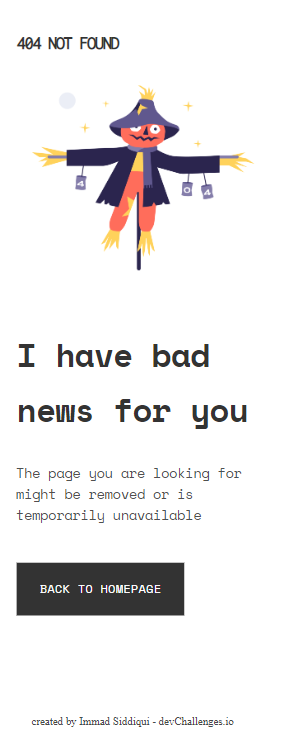 404 NOT FOUND
4
0
4
I have bad
news for you
The page you are looking for
might be removed or is
temporarily unavailable
BACK TO HOMEPAGE
created by Immad Siddiqui - devChallenges.io